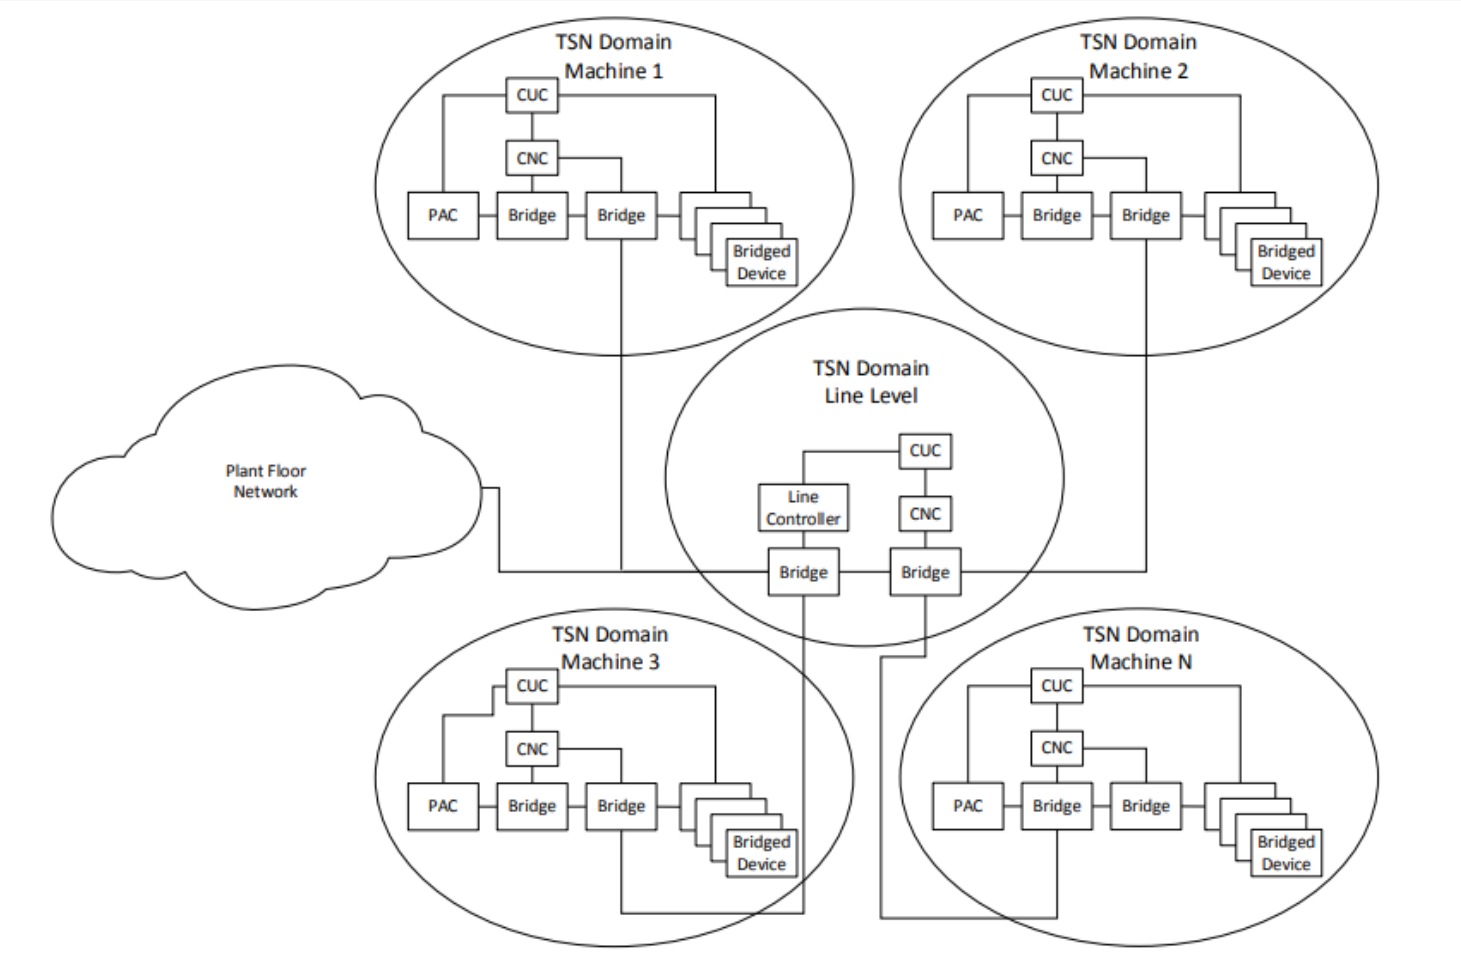 TSN Domain
Machine 1
CUC
CNC
PAC
Bridge
Bridge
Bridged
Device
TSN Domain
Machine 2
CUC
CNC
PAC
Bridge
Bridge
Bridged
Device
TSN Domain
Line Level
CUC
Line
Controller
CNC
Bridge
Bridge
Plant Floor
Network
TSN Domain
Machine 3
CUC
CNC
PAC
Bridge
Bridge
Bridged
Device
TSN Domain
Machine N
CUC
CNC
PAC
Bridge
Bridge
Bridged
Device